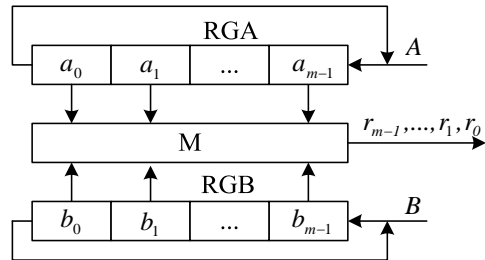 RGA
A
a₀ a₁ ... aₘ₋₁
M
rₘ₋₁,...,r₁,r₀
RGB
B
b₀ b₁ ... bₘ₋₁